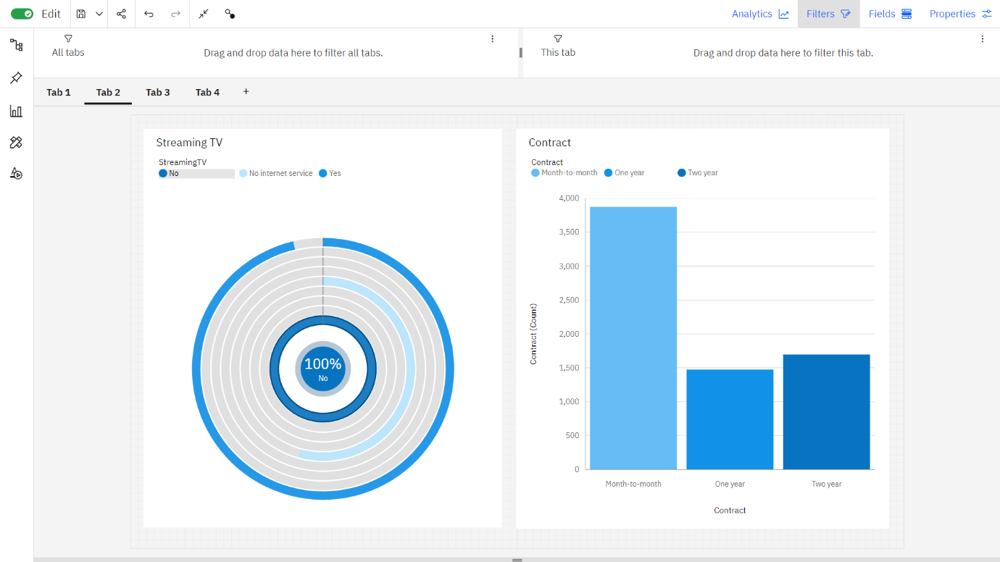 Edit
Analytics
Filters
Fields
Properties
All tabs
Drag and drop data here to filter all tabs.
This tab
Drag and drop data here to filter this tab.
Tab 1
Tab 2
Tab 3
Tab 4
+
Streaming TV
StreamingTV
No
No internet service
Yes
100%
No
Contract
Contract
Month-to-month
One year
Two year
Contract (Count)
4,000
3,500
3,000
2,500
2,000
1,500
1,000
500
0
Month-to-month
One year
Two year
Contract